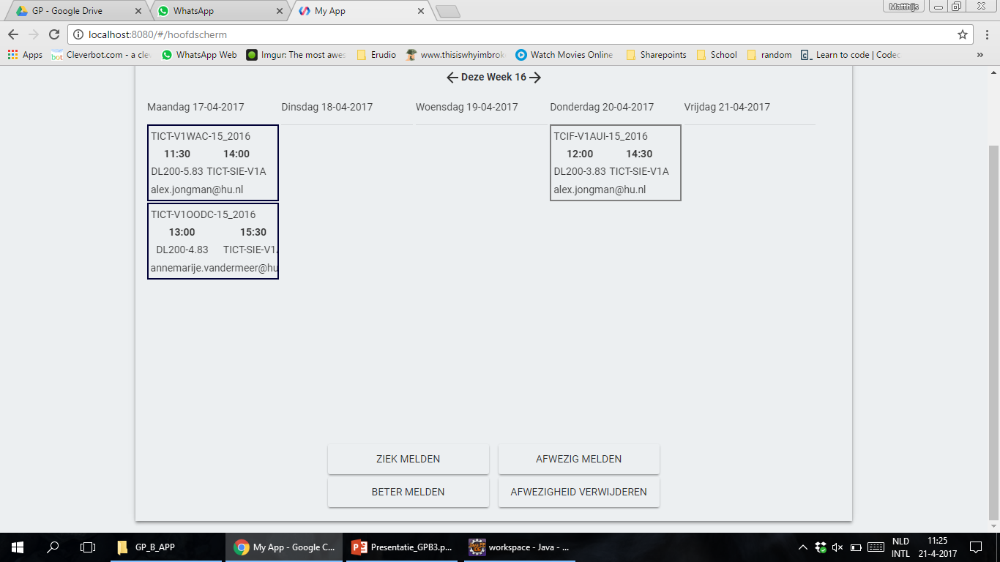 GP - Google Drive
WhatsApp
My App
Matthijs
localhost:8080/#/hoofdscherm
Apps Cleverbot.com - a cle WhatsApp Web Imgur: The most awes Erudio www.thisiswhyimbrok Watch Movies Online Sharepoints School random Learn to code | Codec »
Deze Week 16
Maandag 17-04-2017 Dinsdag 18-04-2017 Woensdag 19-04-2017 Donderdag 20-04-2017 Vrijdag 21-04-2017
TICT-V1WAC-15_2016
11:30 14:00
DL200-5.83 TICT-SIE-V1A
alex.jongman@hu.nl
TICT-V1OODC-15_2016
13:00 15:30
DL200-4.83 TICT-SIE-V1A
annemarije.vandermeer@hu
TCIF-V1AUI-15_2016
12:00 14:30
DL200-3.83 TICT-SIE-V1A
alex.jongman@hu.nl
ZIEK MELDEN AFWEZIG MELDEN
BETER MELDEN AFWEZIGHEID VERWIJDEREN
GP_B_APP
My App - Google C...
Presentatie_GPB3.p...
workspace - Java - ...
NLD
INTL
11:25
21-4-2017